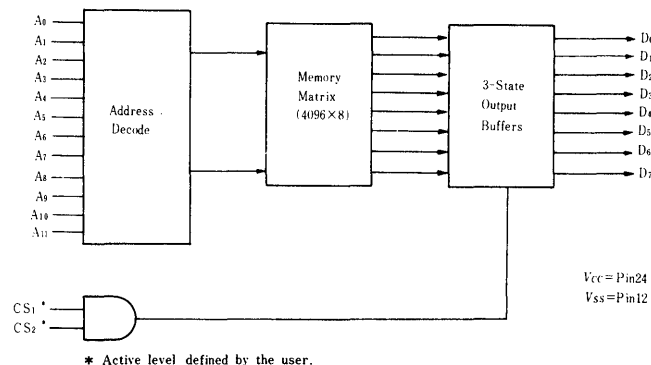 A₀
A₁
A₂
A₃
A₄
A₅
A₆
A₇
A₈
A₉
A₁₀
A₁₁
Address
Decode
Memory
Matrix
(4096×8)
3-State
Output
Buffers
D₀
D₁
D₂
D₃
D₄
D₅
D₆
D₇
Vcc=Pin24
Vss=Pin12
CS₁*
CS₂*
* Active level defined by the user.